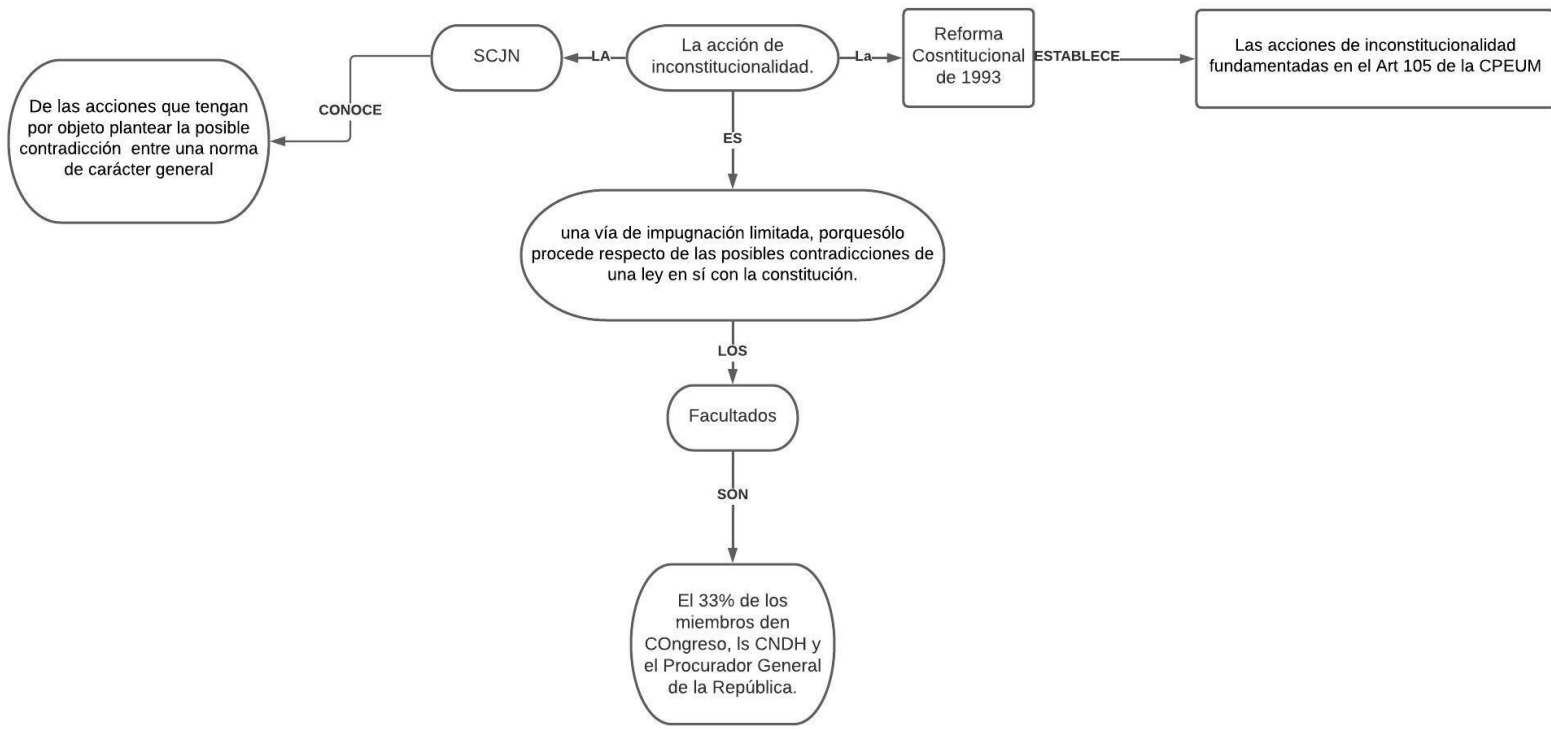 SCJN
LA
La acción de
inconstitucionalidad.
La
Reforma
Cosntitucional
de 1993
ESTABLECE
Las acciones de inconstitucionalidad
fundamentadas en el Art 105 de la CPEUM
CONOCE
De las acciones que tengan
por objeto plantear la posible
contradicción entre una norma
de carácter general
ES
una vía de impugnación limitada, porquesólo
procede respecto de las posibles contradicciones de
una ley en sí con la constitución.
LOS
Facultados
SON
El 33% de los
miembros den
COngreso, ls CNDH y
el Procurador General
de la República.